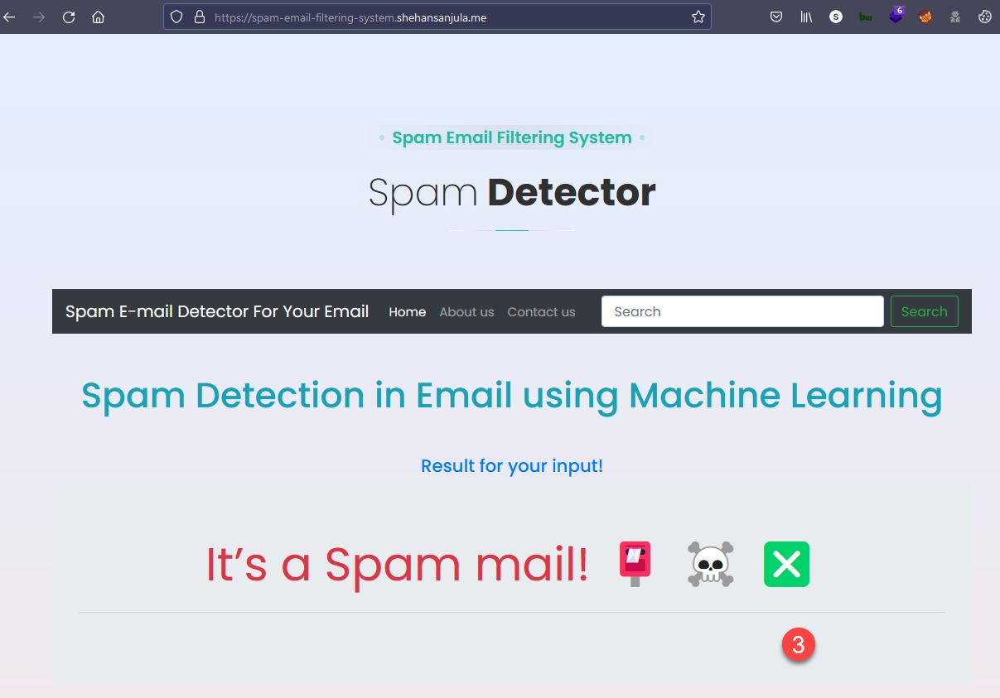 https://spam-email-filtering-system.shehansanjula.me
S
bw
6
Spam Email Filtering System
Spam Detector
Spam E-mail Detector For Your Email Home About us Contact us Search Search
Spam Detection in Email using Machine Learning
Result for your input!
It’s a Spam mail!
3